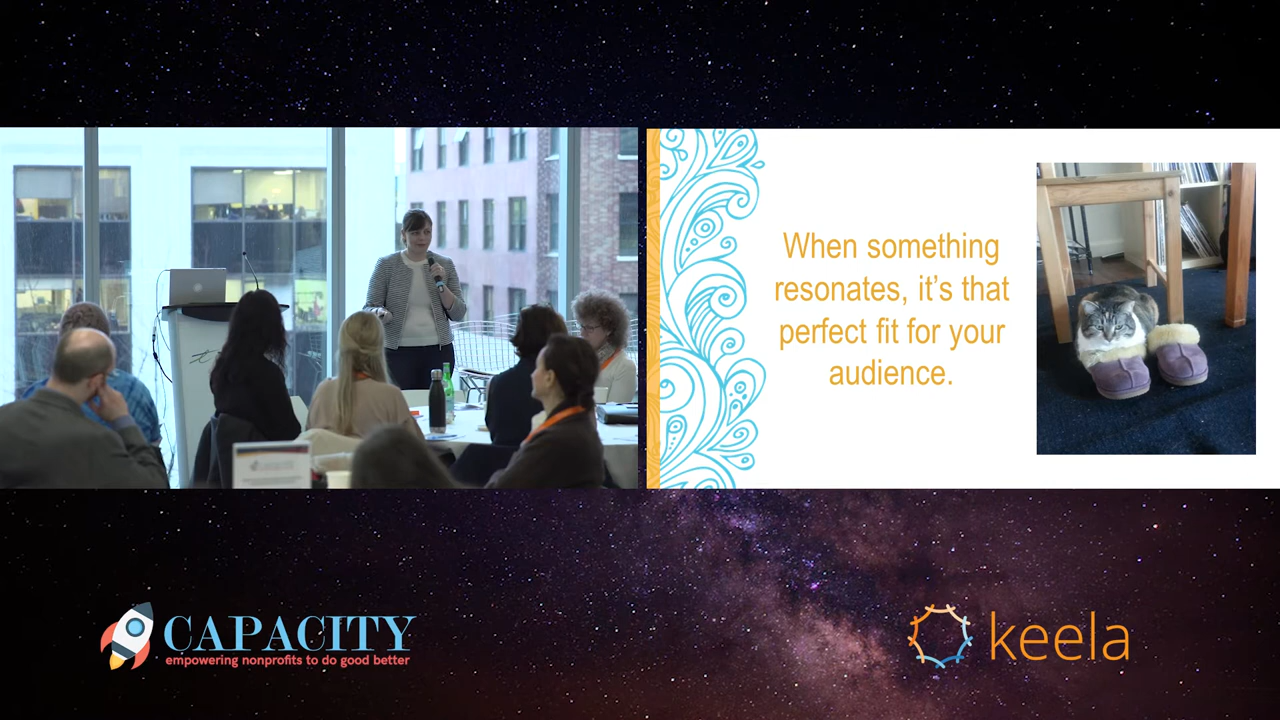 When something
resonates, it’s that
perfect fit for your
audience.
CAPACITY
empowering nonprofits to do good better
keela